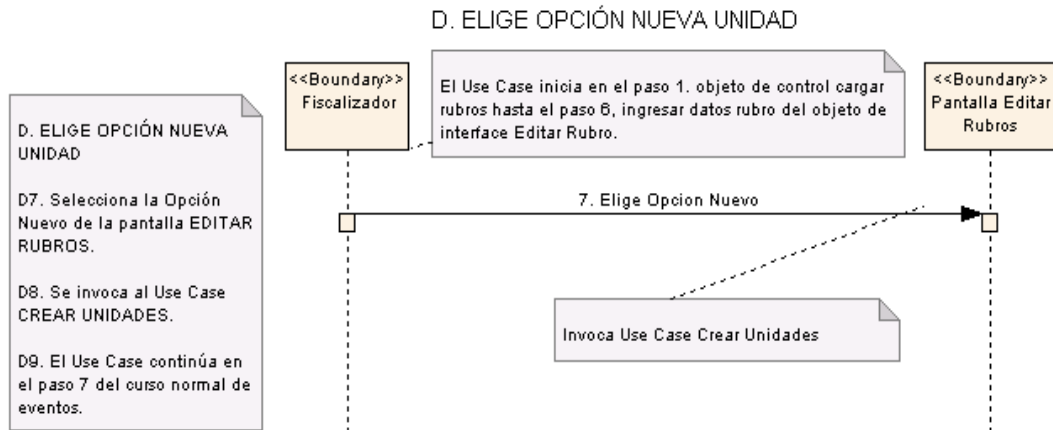 D. ELIGE OPCIÓN NUEVA UNIDAD
D. ELIGE OPCIÓN NUEVA
UNIDAD
D7. Selecciona la Opción
Nuevo de la pantalla EDITAR
RUBROS.
D8. Se invoca al Use Case
CREAR UNIDADES.
D9. El Use Case continúa en
el paso 7 del curso normal de
eventos.
<<Boundary>>
Fiscalizador
El Use Case inicia en el paso 1. objeto de control cargar
rubros hasta el paso 6, ingresar datos rubro del objeto de
interface Editar Rubro.
<<Boundary>>
Pantalla Editar
Rubros
7. Elige Opcion Nuevo
Invoca Use Case Crear Unidades